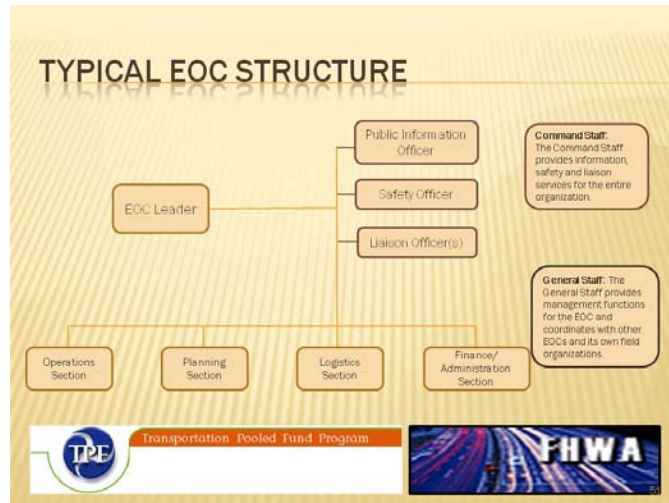 TYPICAL EOC STRUCTURE
Public Information
Officer
Safety Officer
Liaison Officer(s)
EOC Leader
Command Staff:
The Command Staff
provides information,
safety and liaison
services for the entire
organization.
General Staff: The
General Staff provides
management functions
for the EOC and
coordinates with other
EOCs and its own field
organizations.
Operations
Section
Planning
Section
Logistics
Section
Finance/
Administration
Section
TPF
Transportation Pooled Fund Program
FHWA